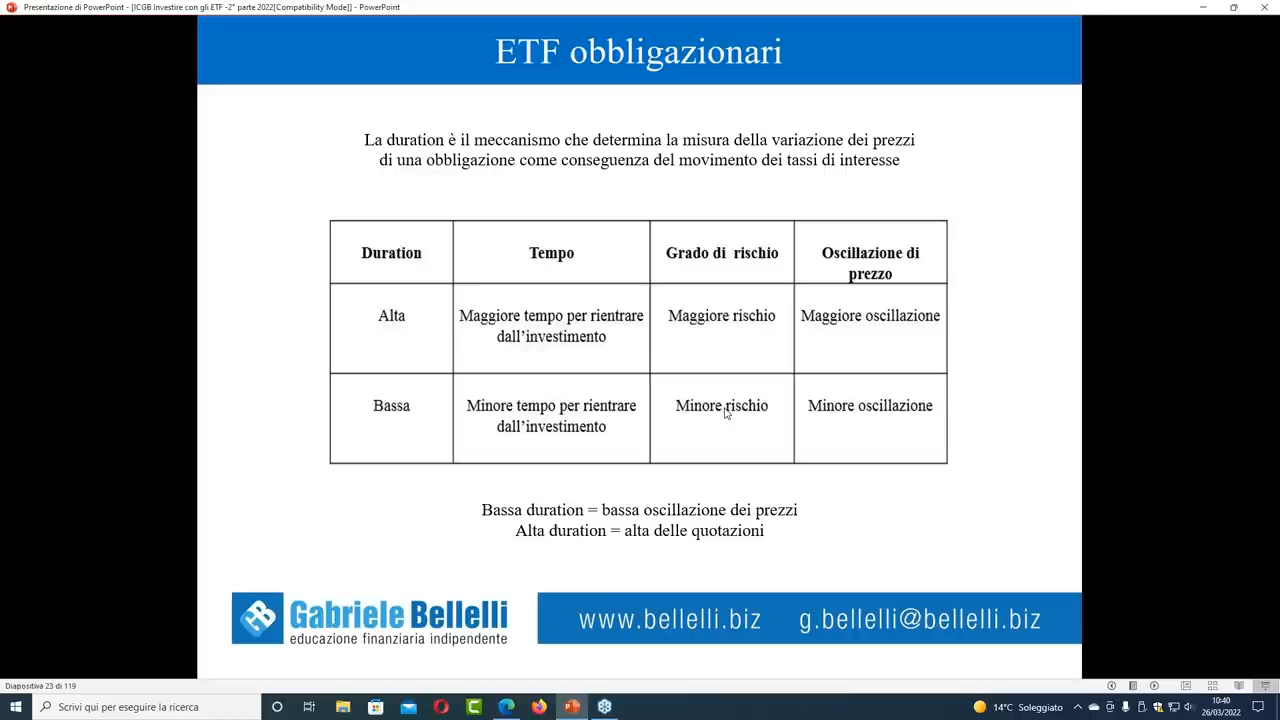 Presentazione di PowerPoint - [ICGB Investire con gli ETF -2° parte 2022[Compatibility Mode]] - PowerPoint
ETF obbligazionari
La duration è il meccanismo che determina la misura della variazione dei prezzi
di una obbligazione come conseguenza del movimento dei tassi di interesse
Duration
Tempo
Grado di rischio
Oscillazione di
prezzo
Alta
Maggiore tempo per rientrare
dall'investimento
Maggiore rischio
Maggiore oscillazione
Bassa
Minore tempo per rientrare
dall'investimento
Minore rischio
Minore oscillazione
Bassa duration = bassa oscillazione dei prezzi
Alta duration = alta delle quotazioni
Gabriele Bellelli
educazione finanziaria indipendente
www.bellelli.biz g.bellelli@bellelli.biz
Diapositiva 23 di 119
Scrivi qui per eseguire la ricerca
14°C Soleggiato
10:40
26/03/2022